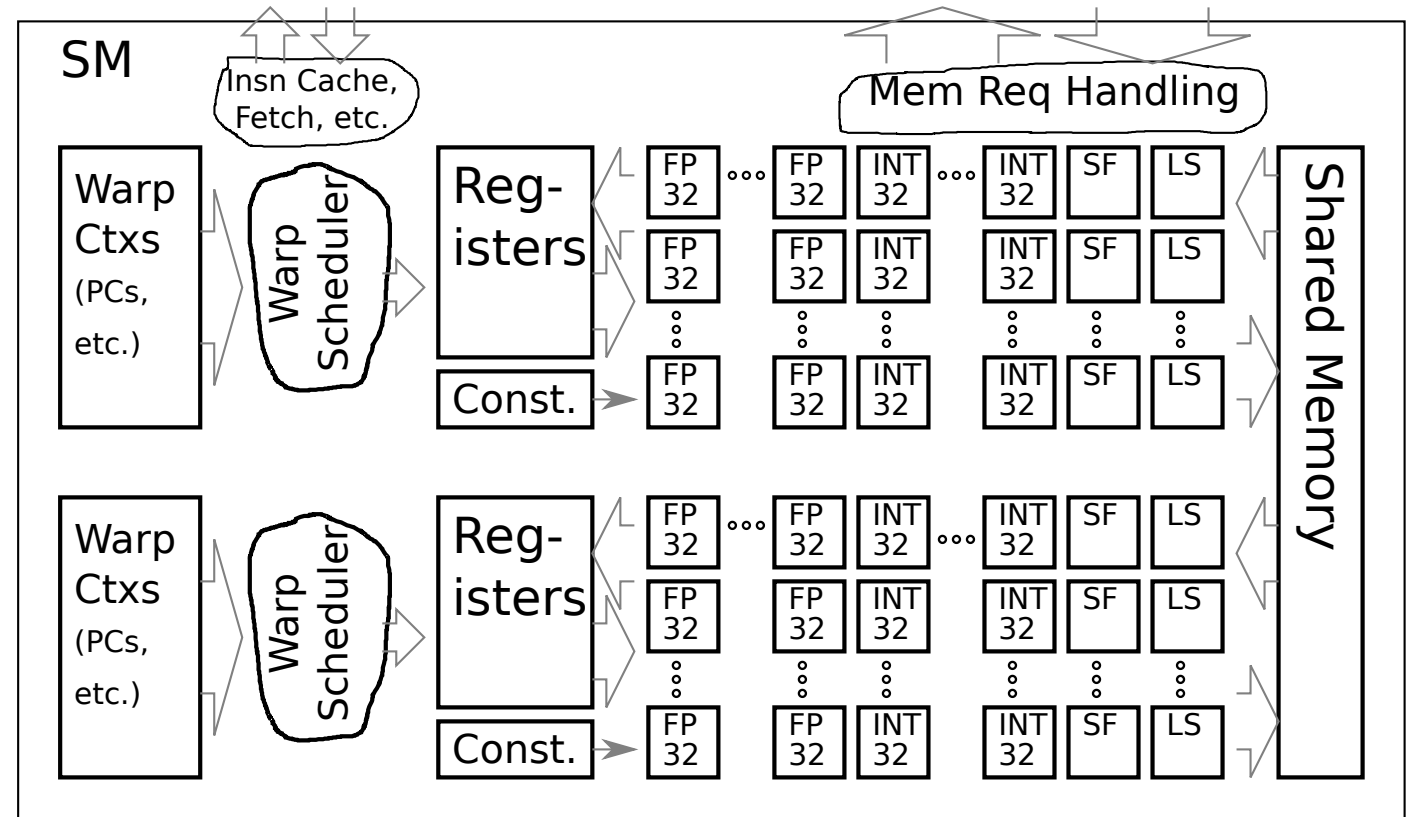 SM
Insn Cache,
Fetch, etc.
Mem Req Handling
Warp
Ctxs
(PCs,
etc.)
Warp
Scheduler
Reg-
isters
Const.
FP
32
FP
32
INT
32
INT
32
SF
LS
FP
32
FP
32
INT
32
INT
32
SF
LS
FP
32
FP
32
INT
32
INT
32
SF
LS
Shared Memory
Warp
Ctxs
(PCs,
etc.)
Warp
Scheduler
Reg-
isters
Const.
FP
32
FP
32
INT
32
INT
32
SF
LS
FP
32
FP
32
INT
32
INT
32
SF
LS
FP
32
FP
32
INT
32
INT
32
SF
LS